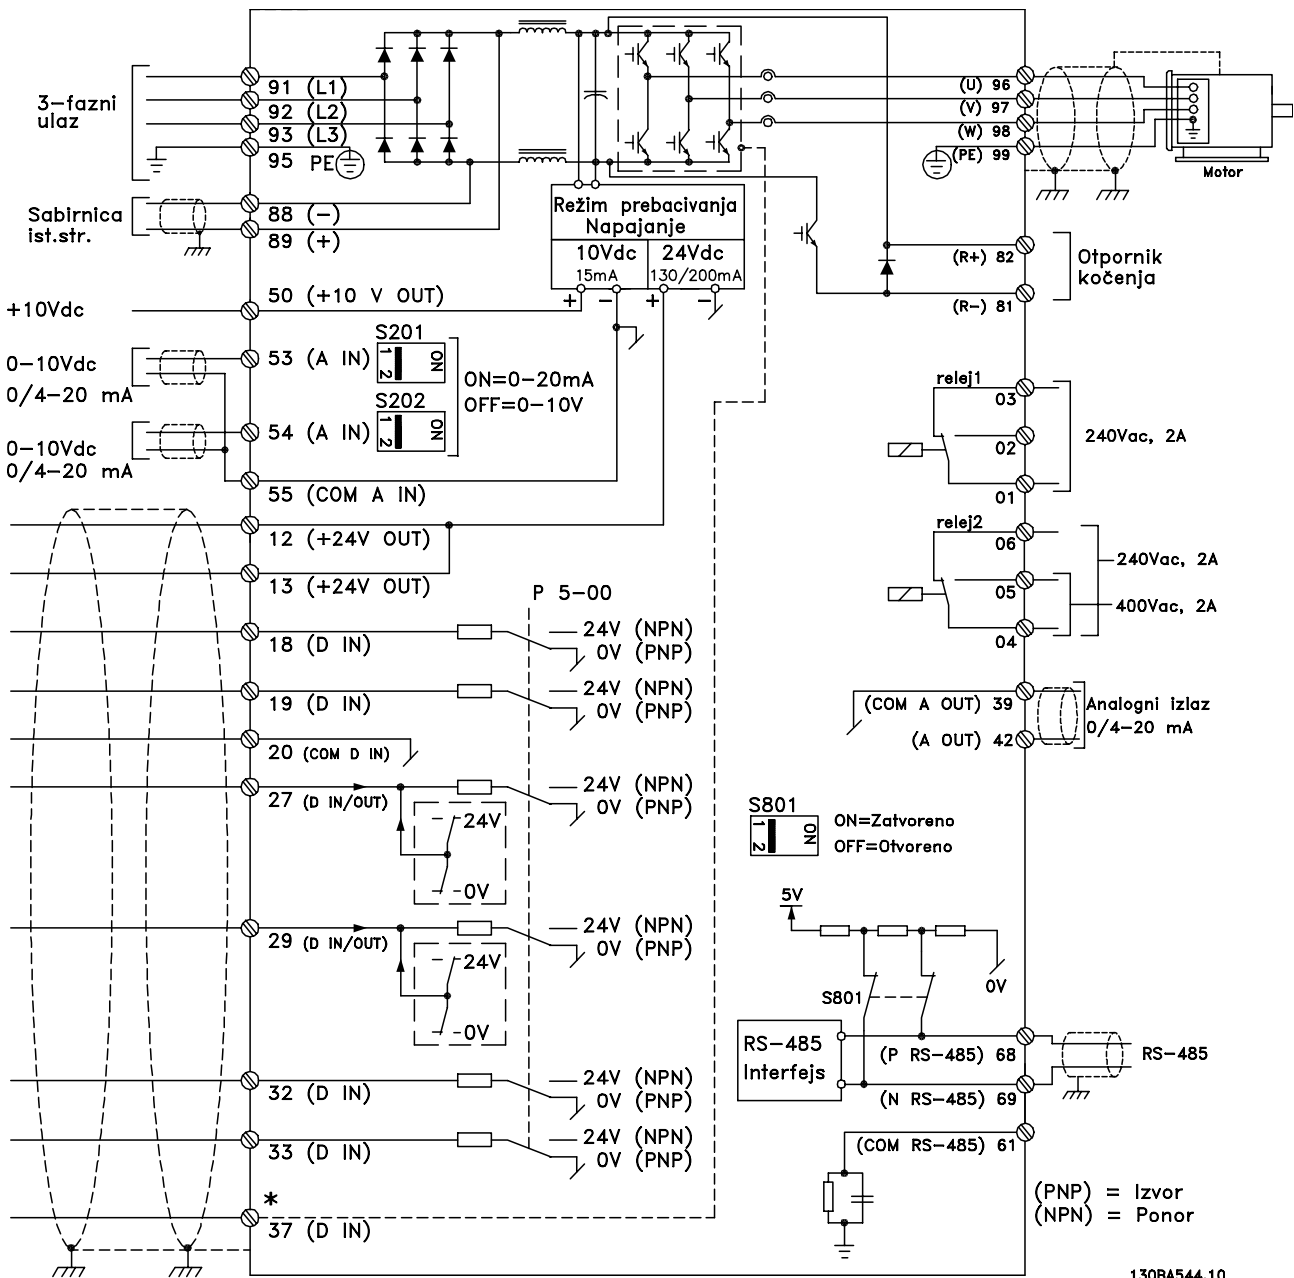 3-fazni
ulaz
91 (L1)
92 (L2)
93 (L3)
95 PE
Sabirnica
ist.str.
88 (-)
89 (+)
+10Vdc
50 (+10 V OUT)
Režim prebacivanja
Napajanje
10Vdc
15mA
24Vdc
130/200mA
+ - + -
(U) 96
(V) 97
(W) 98
(PE) 99
Motor
(R+) 82
(R-) 81
Otpornik
kočenja
0-10Vdc
0/4-20 mA
53 (A IN)
S201
1 2
ON
ON=0-20mA
OFF=0-10V
0-10Vdc
0/4-20 mA
54 (A IN)
S202
1 2
ON
55 (COM A IN)
12 (+24V OUT)
13 (+24V OUT)
relej1
03
02
01
240Vac, 2A
relej2
06
05
04
240Vac, 2A
400Vac, 2A
P 5-00
18 (D IN)
24V (NPN)
0V (PNP)
19 (D IN)
24V (NPN)
0V (PNP)
20 (COM D IN)
27 (D IN/OUT)
24V (NPN)
0V (PNP)
24V
0V
29 (D IN/OUT)
24V (NPN)
0V (PNP)
24V
0V
32 (D IN)
24V (NPN)
0V (PNP)
33 (D IN)
24V (NPN)
0V (PNP)
*
37 (D IN)
(COM A OUT) 39
(A OUT) 42
Analogni izlaz
0/4-20 mA
S801
1 2
ON
ON=Zatvoreno
OFF=Otvoreno
5V
0V
S801
RS-485
Interfejs
(P RS-485) 68
(N RS-485) 69
(COM RS-485) 61
RS-485
(PNP) = Izvor
(NPN) = Ponor
130BA544.10